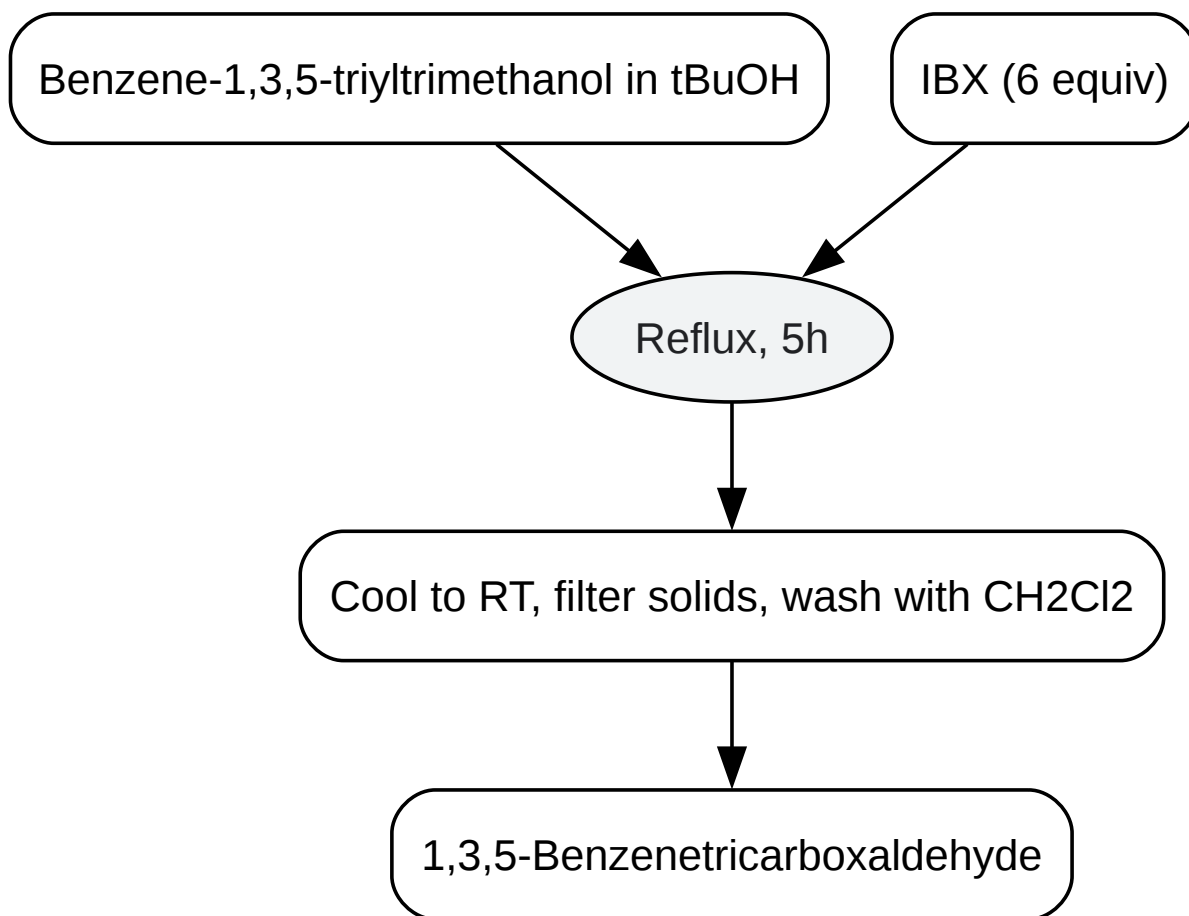 Benzene-1,3,5-triyltrimethanol in tBuOH
IBX (6 equiv)
Reflux, 5h
Cool to RT, filter solids, wash with CH2Cl2
1,3,5-Benzenetricarboxaldehyde